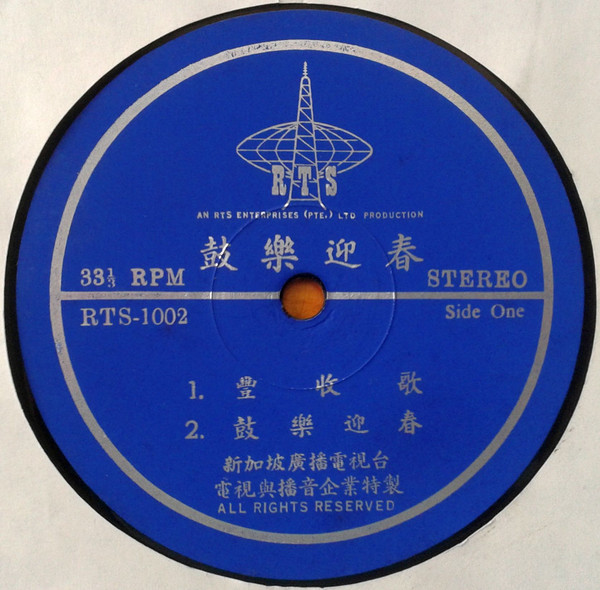 RTS
AN RTS ENTERPRISES (PTE.) LTD PRODUCTION
鼓樂迎春
33⅓ RPM
STEREO
RTS-1002
Side One
1. 豐收歌
2. 鼓樂迎春
新加坡廣播電視台
電視與播音企業特製
ALL RIGHTS RESERVED